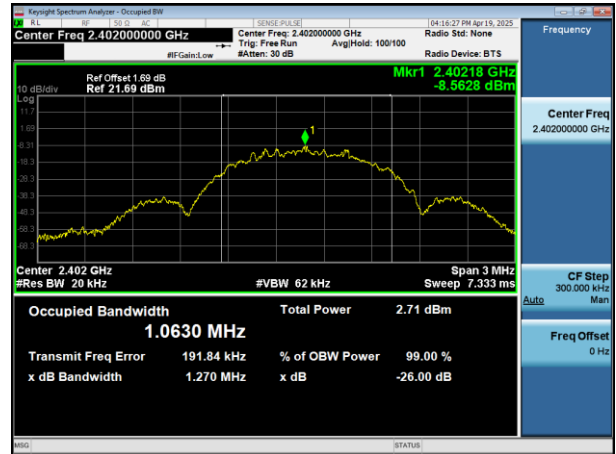 Keysight Spectrum Analyzer - Occupied BW
RL RF 50 Ω AC SENSE:PULSE 04:16:27 PM Apr 19, 2025
Center Freq 2.402000000 GHz Center Freq: 2.402000000 GHz Radio Std: None Frequency
Trig: Free Run Avg|Hold: 100/100
#IFGain:Low #Atten: 30 dB Radio Device: BTS
Ref Offset 1.69 dB Mkr1 2.40218 GHz
10 dB/div Ref 21.69 dBm -8.5628 dBm
Log
11.7
1.69
-8.31
-18.3
-28.3
-38.3
-48.3
-58.3
-68.3
1
Center Freq
2.402000000 GHz
Center 2.402 GHz Span 3 MHz
#Res BW 20 kHz #VBW 62 kHz Sweep 7.333 ms
CF Step
300.000 kHz
Auto Man
Occupied Bandwidth Total Power 2.71 dBm
1.0630 MHz
Transmit Freq Error 191.84 kHz % of OBW Power 99.00 %
x dB Bandwidth 1.270 MHz x dB -26.00 dB
Freq Offset
0 Hz
MSG STATUS